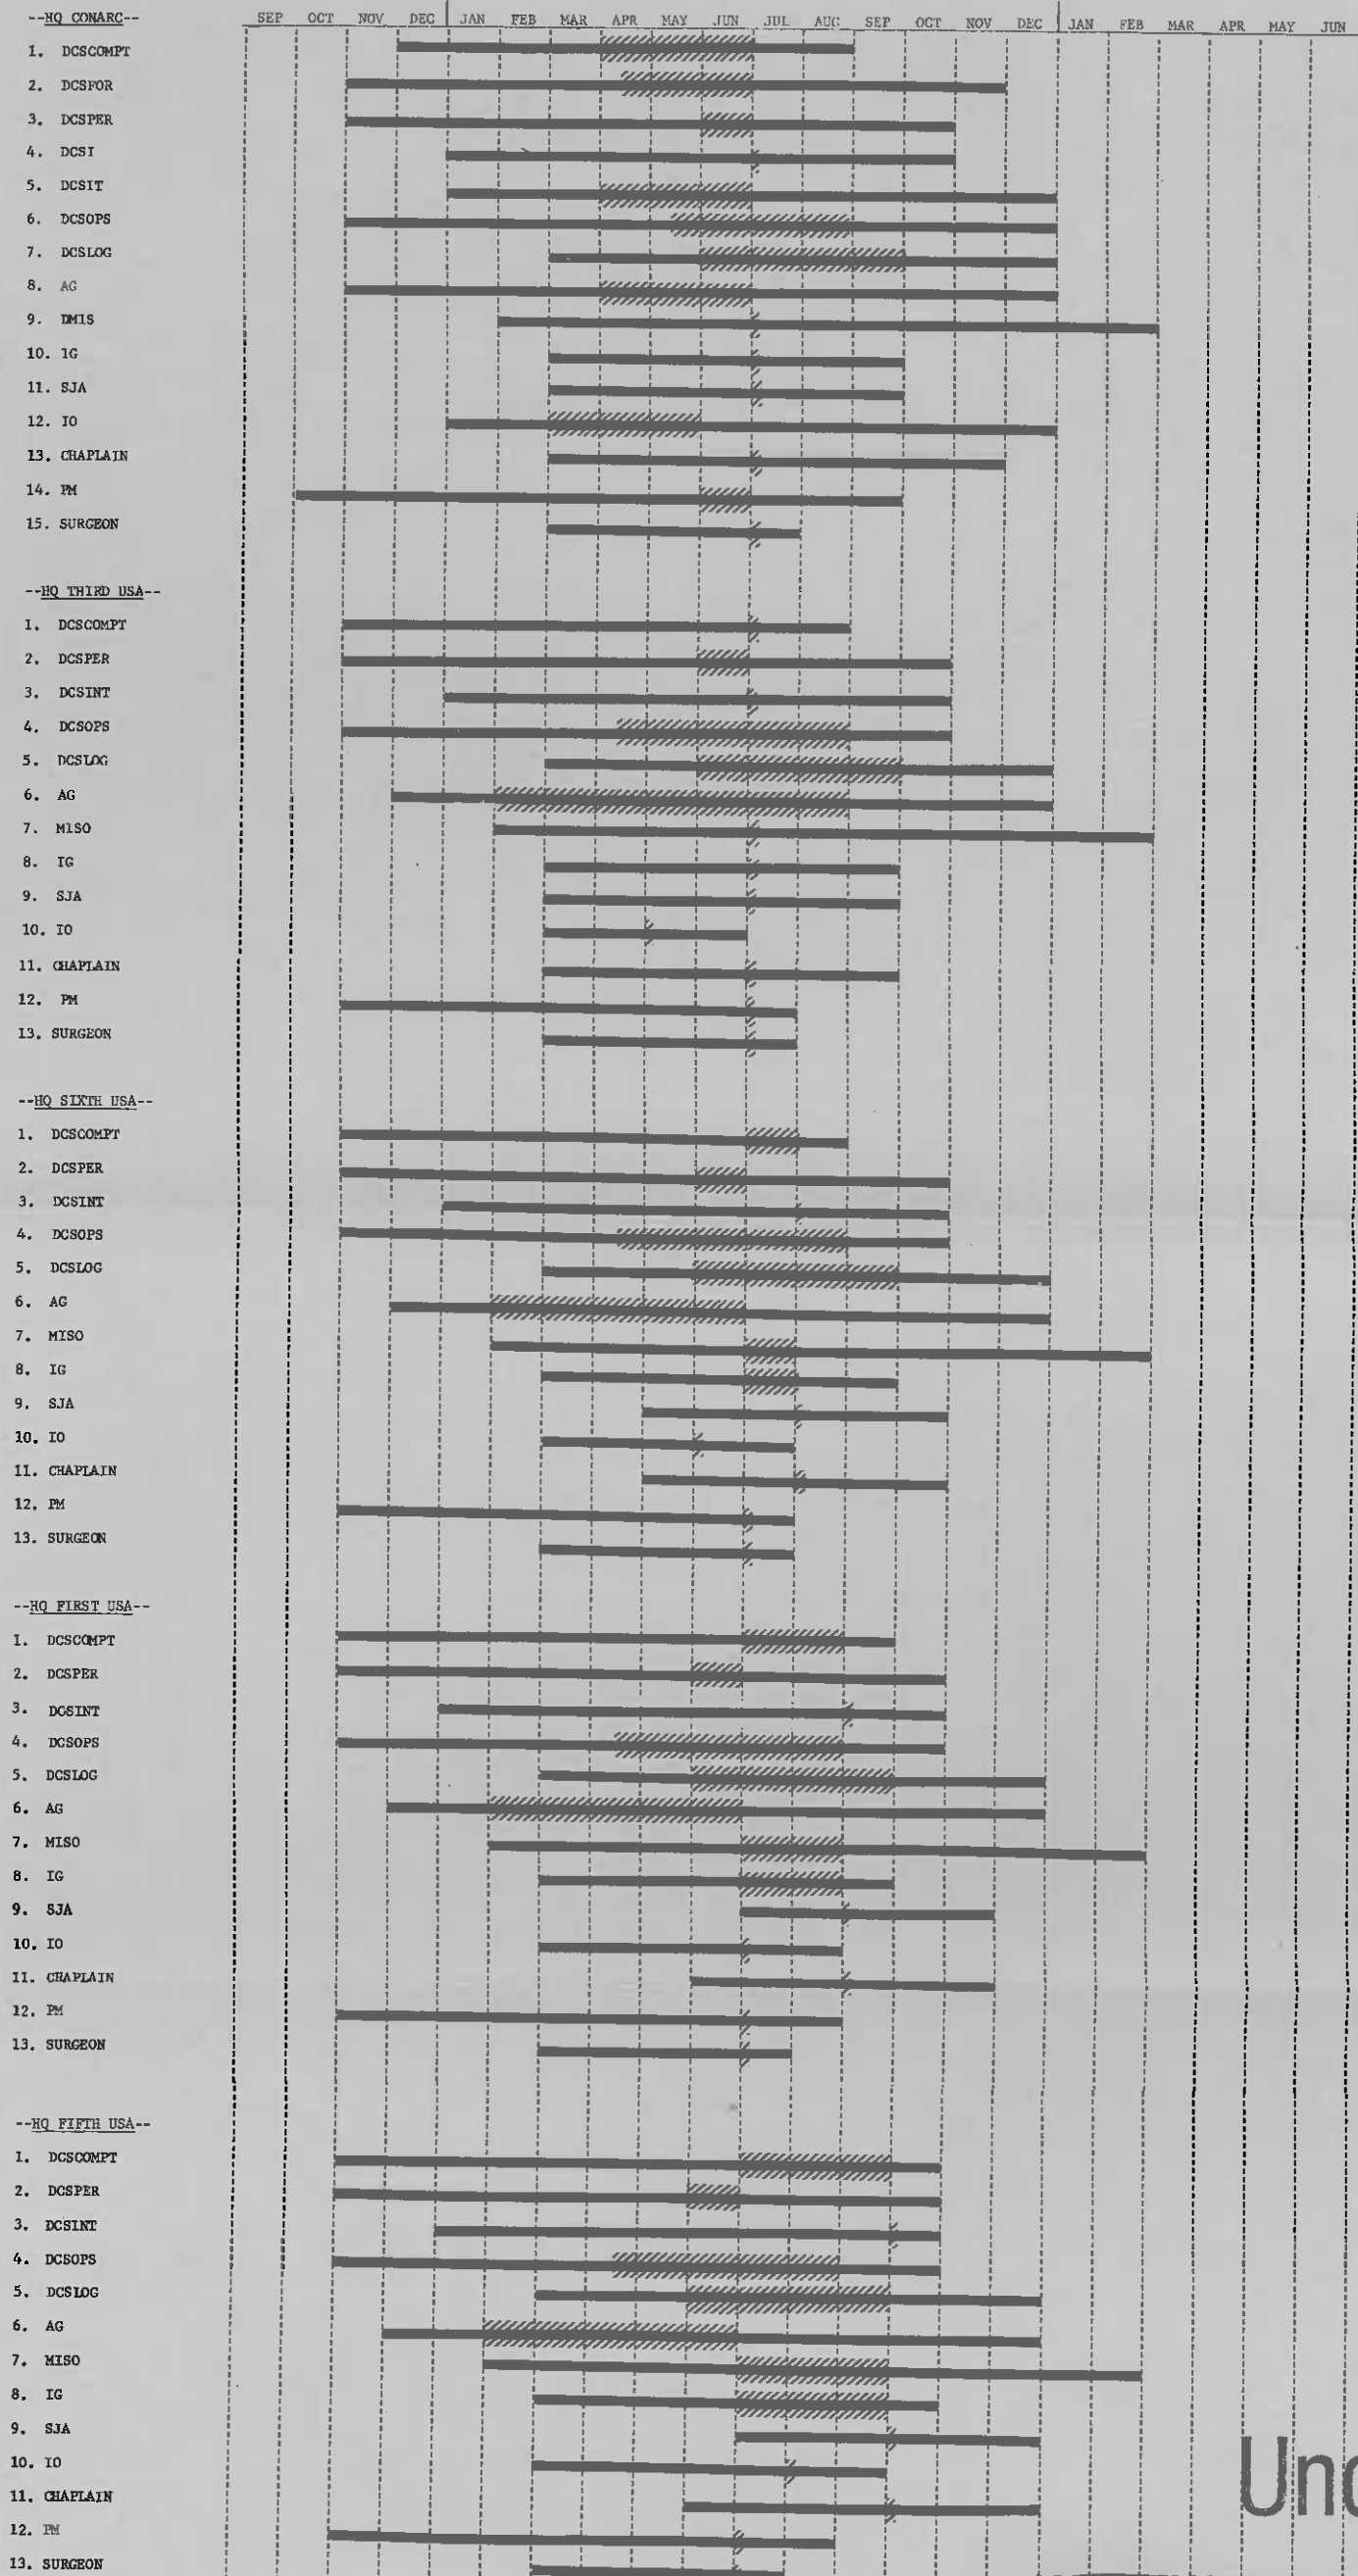 --HQ CONARC-- SEP OCT NOV DEC JAN FEB MAR APR MAY JUN JUL AUG SEP OCT NOV DEC JAN FEB MAR APR MAY JUN
1. DCSCOMPT
2. DCSFOR
3. DCSPER
4. DCSI
5. DCSIT
6. DCSOPS
7. DCSLOG
8. AG
9. DMIS
10. IG
11. SJA
12. IO
13. CHAPLAIN
14. PM
15. SURGEON
--HQ THIRD USA--
1. DCSCOMPT
2. DCSPER
3. DCSINT
4. DCSOPS
5. DCSLOG
6. AG
7. MISO
8. IG
9. SJA
10. IO
11. CHAPLAIN
12. PM
13. SURGEON
--HQ SIXTH USA--
1. DCSCOMPT
2. DCSPER
3. DCSINT
4. DCSOPS
5. DCSLOG
6. AG
7. MISO
8. IG
9. SJA
10. IO
11. CHAPLAIN
12. PM
13. SURGEON
--HQ FIRST USA--
1. DCSCOMPT
2. DCSPER
3. DCSINT
4. DCSOPS
5. DCSLOG
6. AG
7. MISO
8. IG
9. SJA
10. IO
11. CHAPLAIN
12. PM
13. SURGEON
--HQ FIFTH USA--
1. DCSCOMPT
2. DCSPER
3. DCSINT
4. DCSOPS
5. DCSLOG
6. AG
7. MISO
8. IG
9. SJA
10. IO
11. CHAPLAIN
12. PM
13. SURGEON